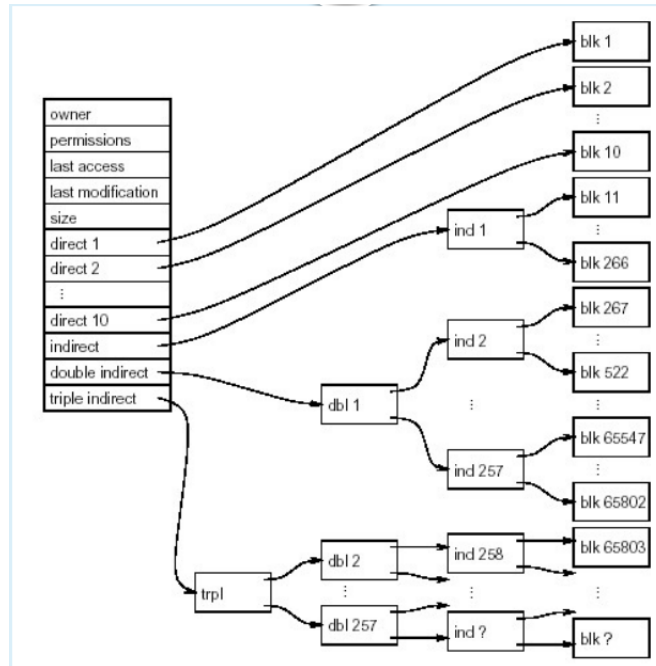 owner
permissions
last access
last modification
size
direct 1
direct 2
⋮
direct 10
indirect
double indirect
triple indirect
trpl
dbl 1
dbl 2
⋮
dbl 257
ind 1
ind 2
⋮
ind 257
ind 258
⋮
ind ?
blk 1
blk 2
⋮
blk 10
blk 11
⋮
blk 266
blk 267
⋮
blk 522
⋮
blk 65547
⋮
blk 65802
blk 65803
⋮
blk ?